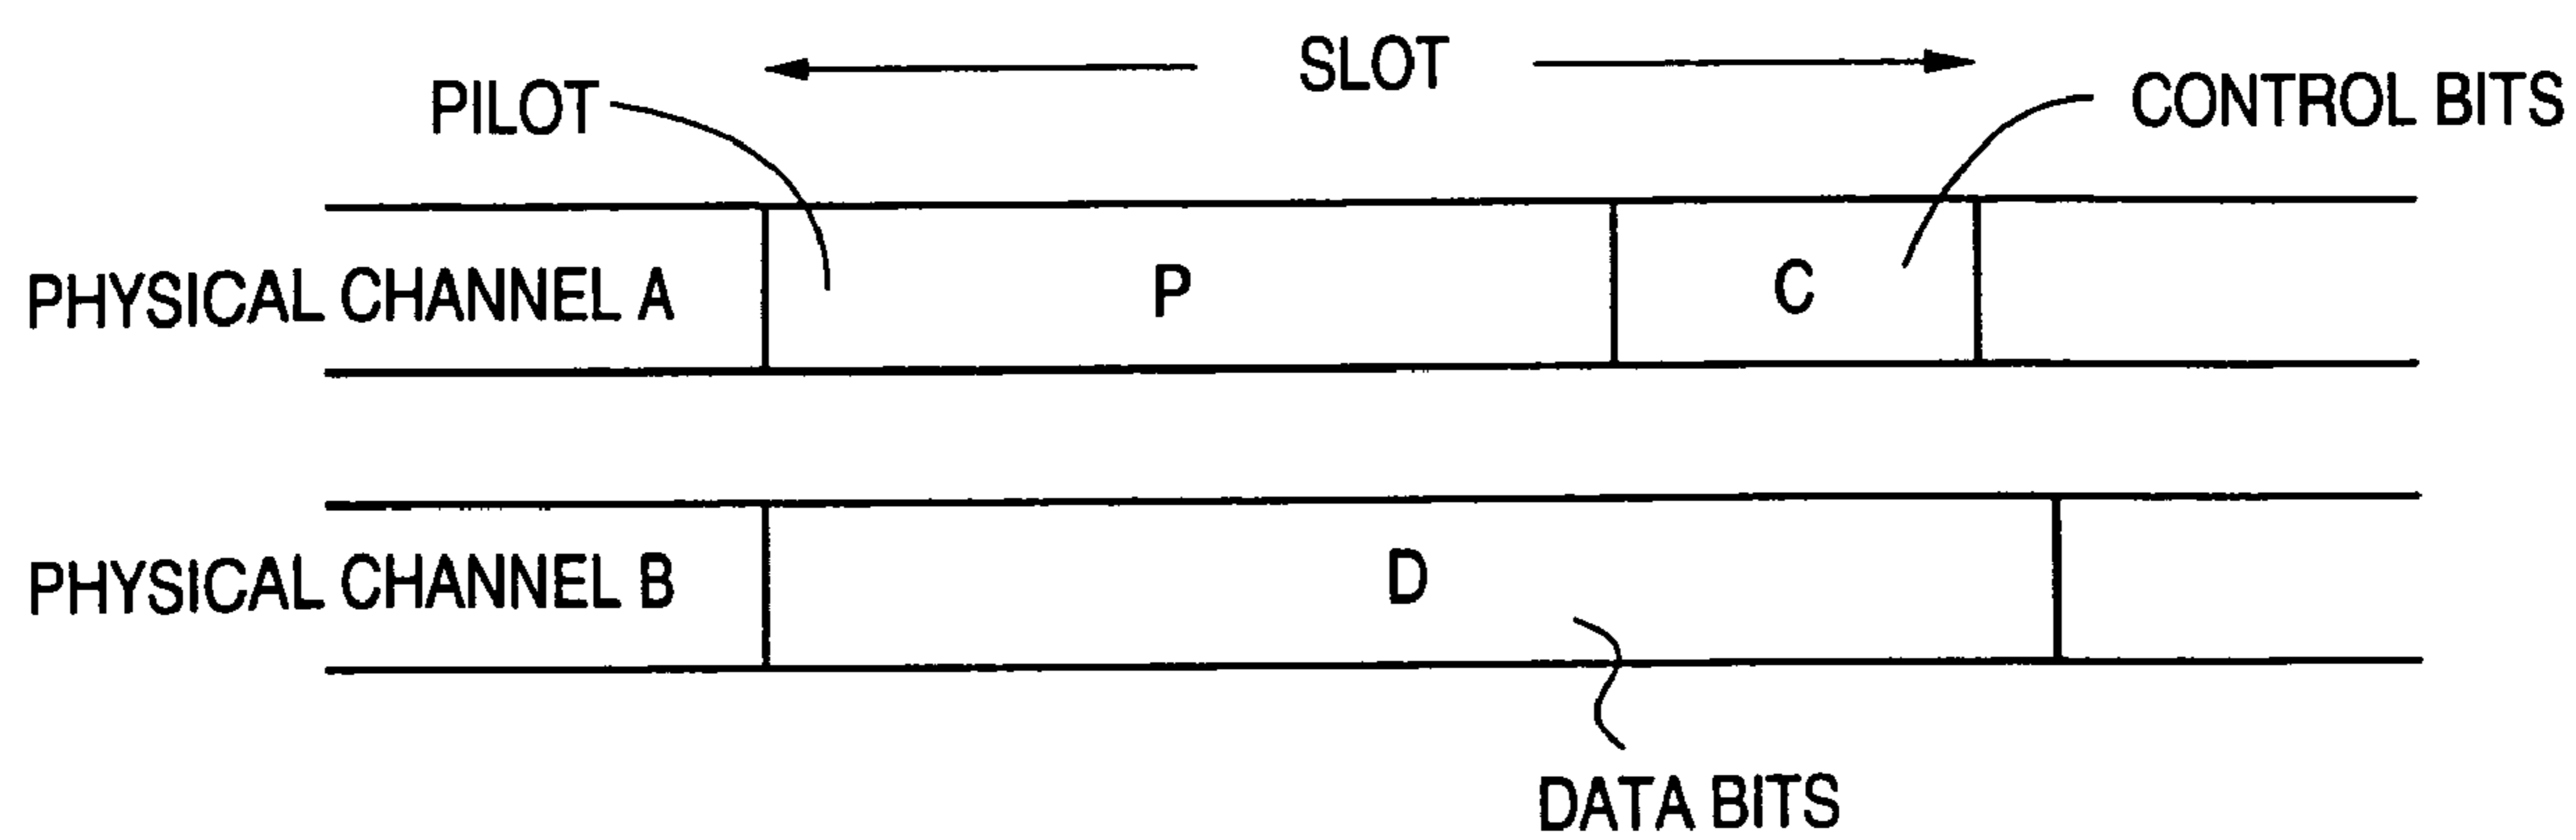 SLOT
PILOT
CONTROL BITS
PHYSICAL CHANNEL A
P
C
PHYSICAL CHANNEL B
D
DATA BITS